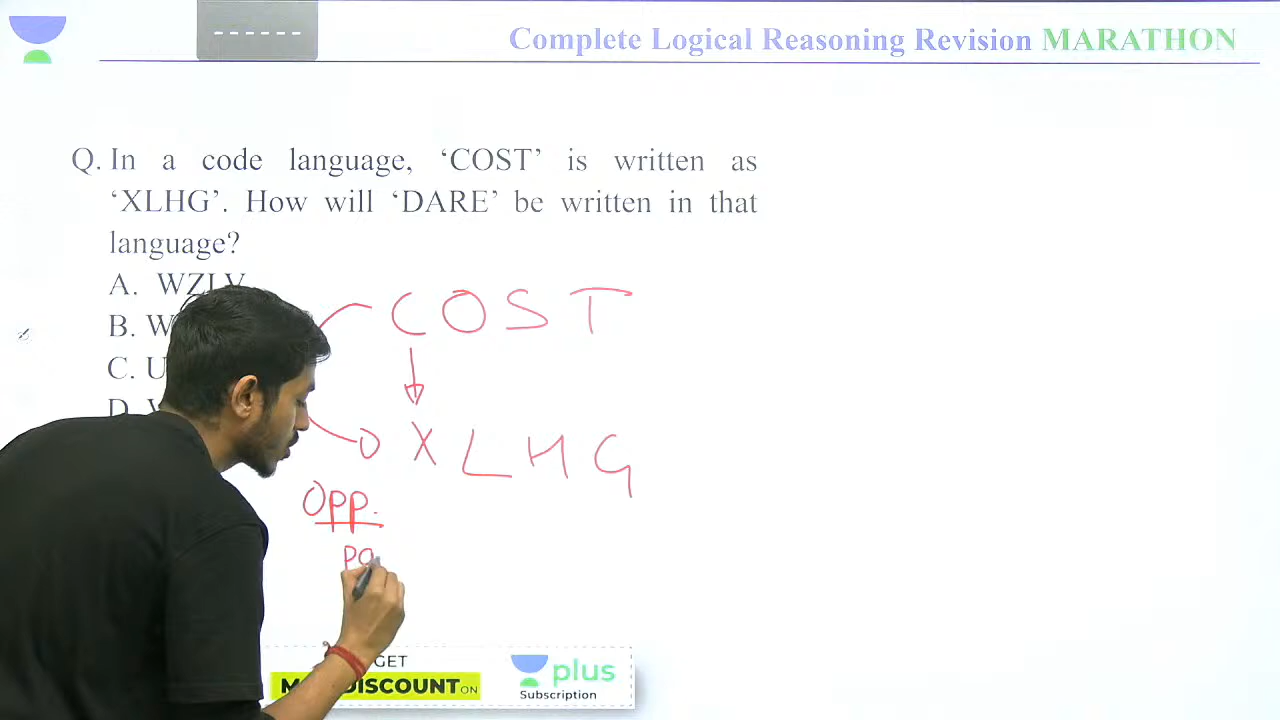 Complete Logical Reasoning Revision MARATHON
Q. In a code language, ‘COST’ is written as
‘XLHG’. How will ‘DARE’ be written in that
language?
A. WZLV
B. W
C. U
D.
COST
XLHG
Opp.
po
GET
DISCOUNT ON
plus
Subscription